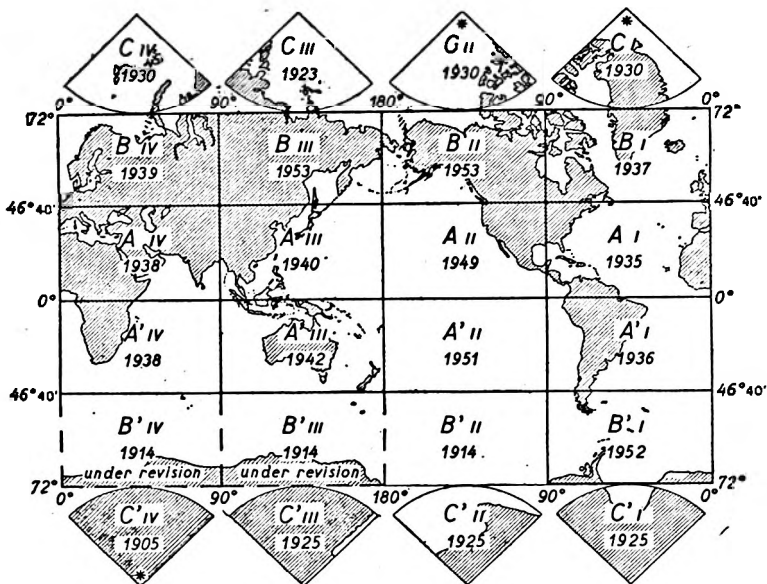 C IV
1930
C III
1923
G II
1930
C I
1930
0° 90° 180° 90 0°
72° 72°
B IV
1939
B III
1953
B II
1953
B I
1937
46°40' 46°40'
A IV
1938
A III
1940
A II
1949
A I
1935
0° 0°
A' IV
1938
A' III
1942
A' II
1951
A' I
1936
46°40' 46°40'
B' IV
1914
under revision
B' III
1914
under revision
B' II
1914
B' I
1952
72° 72°
0° 90° 180° 90° 0°
C' IV
1905
C' III
1925
C' II
1925
C' I
1925